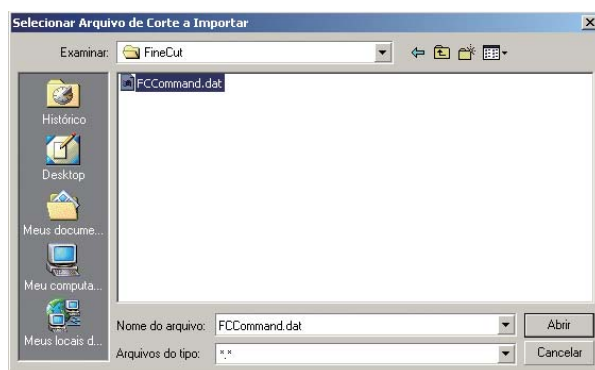 Selecionar Arquivo de Corte a Importar
Examinar: FineCut
FCCommand.dat
Histórico
Desktop
Meus docume...
Meu computa...
Meus locais d...
Nome do arquivo: FCCommand.dat Abrir
Arquivos do tipo: *.* Cancelar